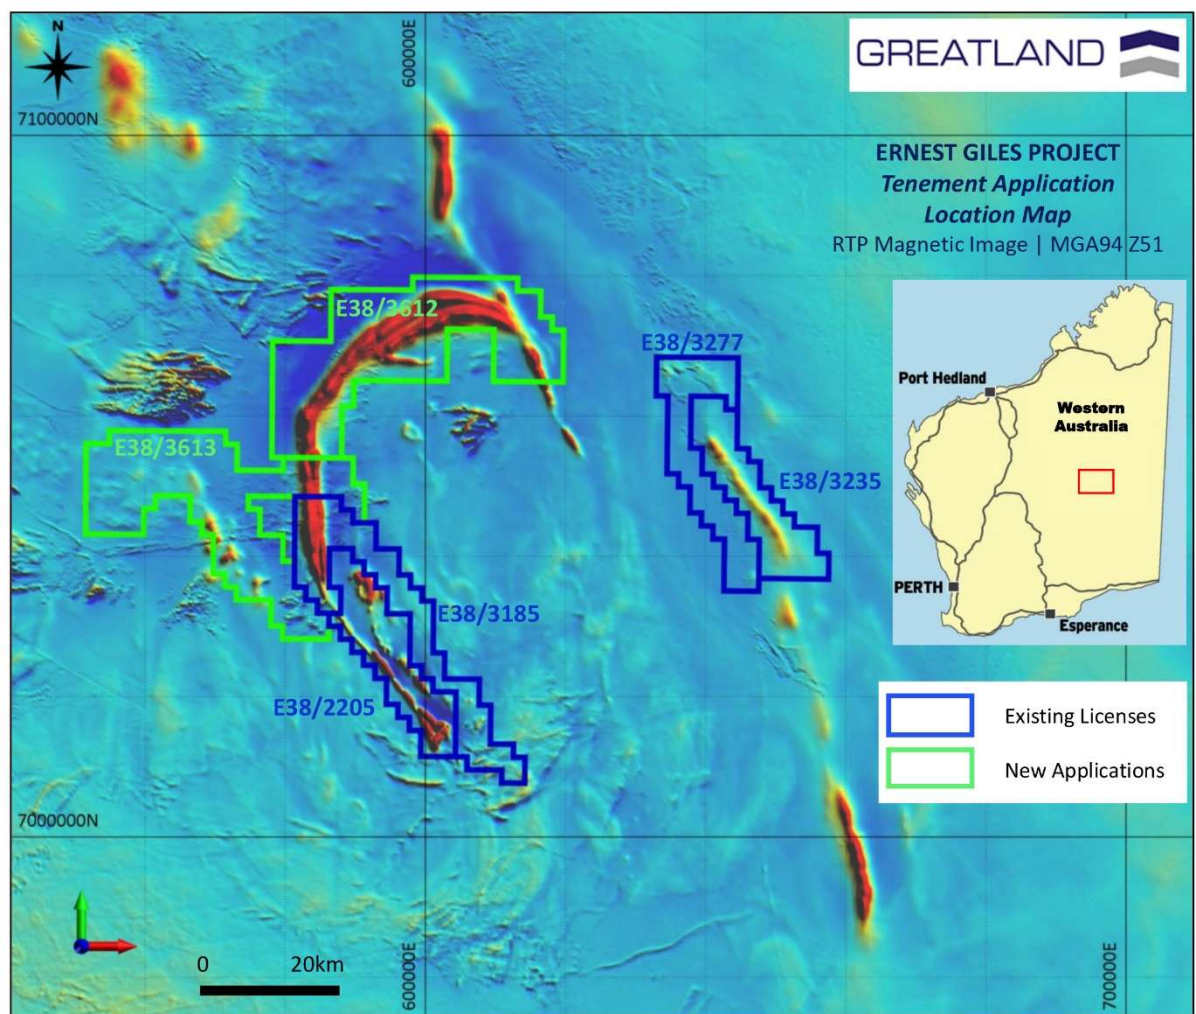 N
600000E
GREATLAND
7100000N
ERNEST GILES PROJECT
Tenement Application
Location Map
RTP Magnetic Image | MGA94 Z51
E38/3612
E38/3277
Port Hedland
Western
Australia
E38/3613
E38/3235
PERTH
Esperance
E38/3185
E38/2205
Existing Licenses
New Applications
7000000N
0 20km
600000E
700000E